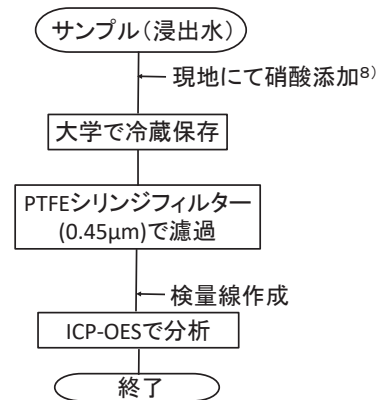 サンプル(浸出水)
現地にて硝酸添加⁸⁾
大学で冷蔵保存
PTFEシリンジフィルター
(0.45μm)で濾過
検量線作成
ICP-OESで分析
終了